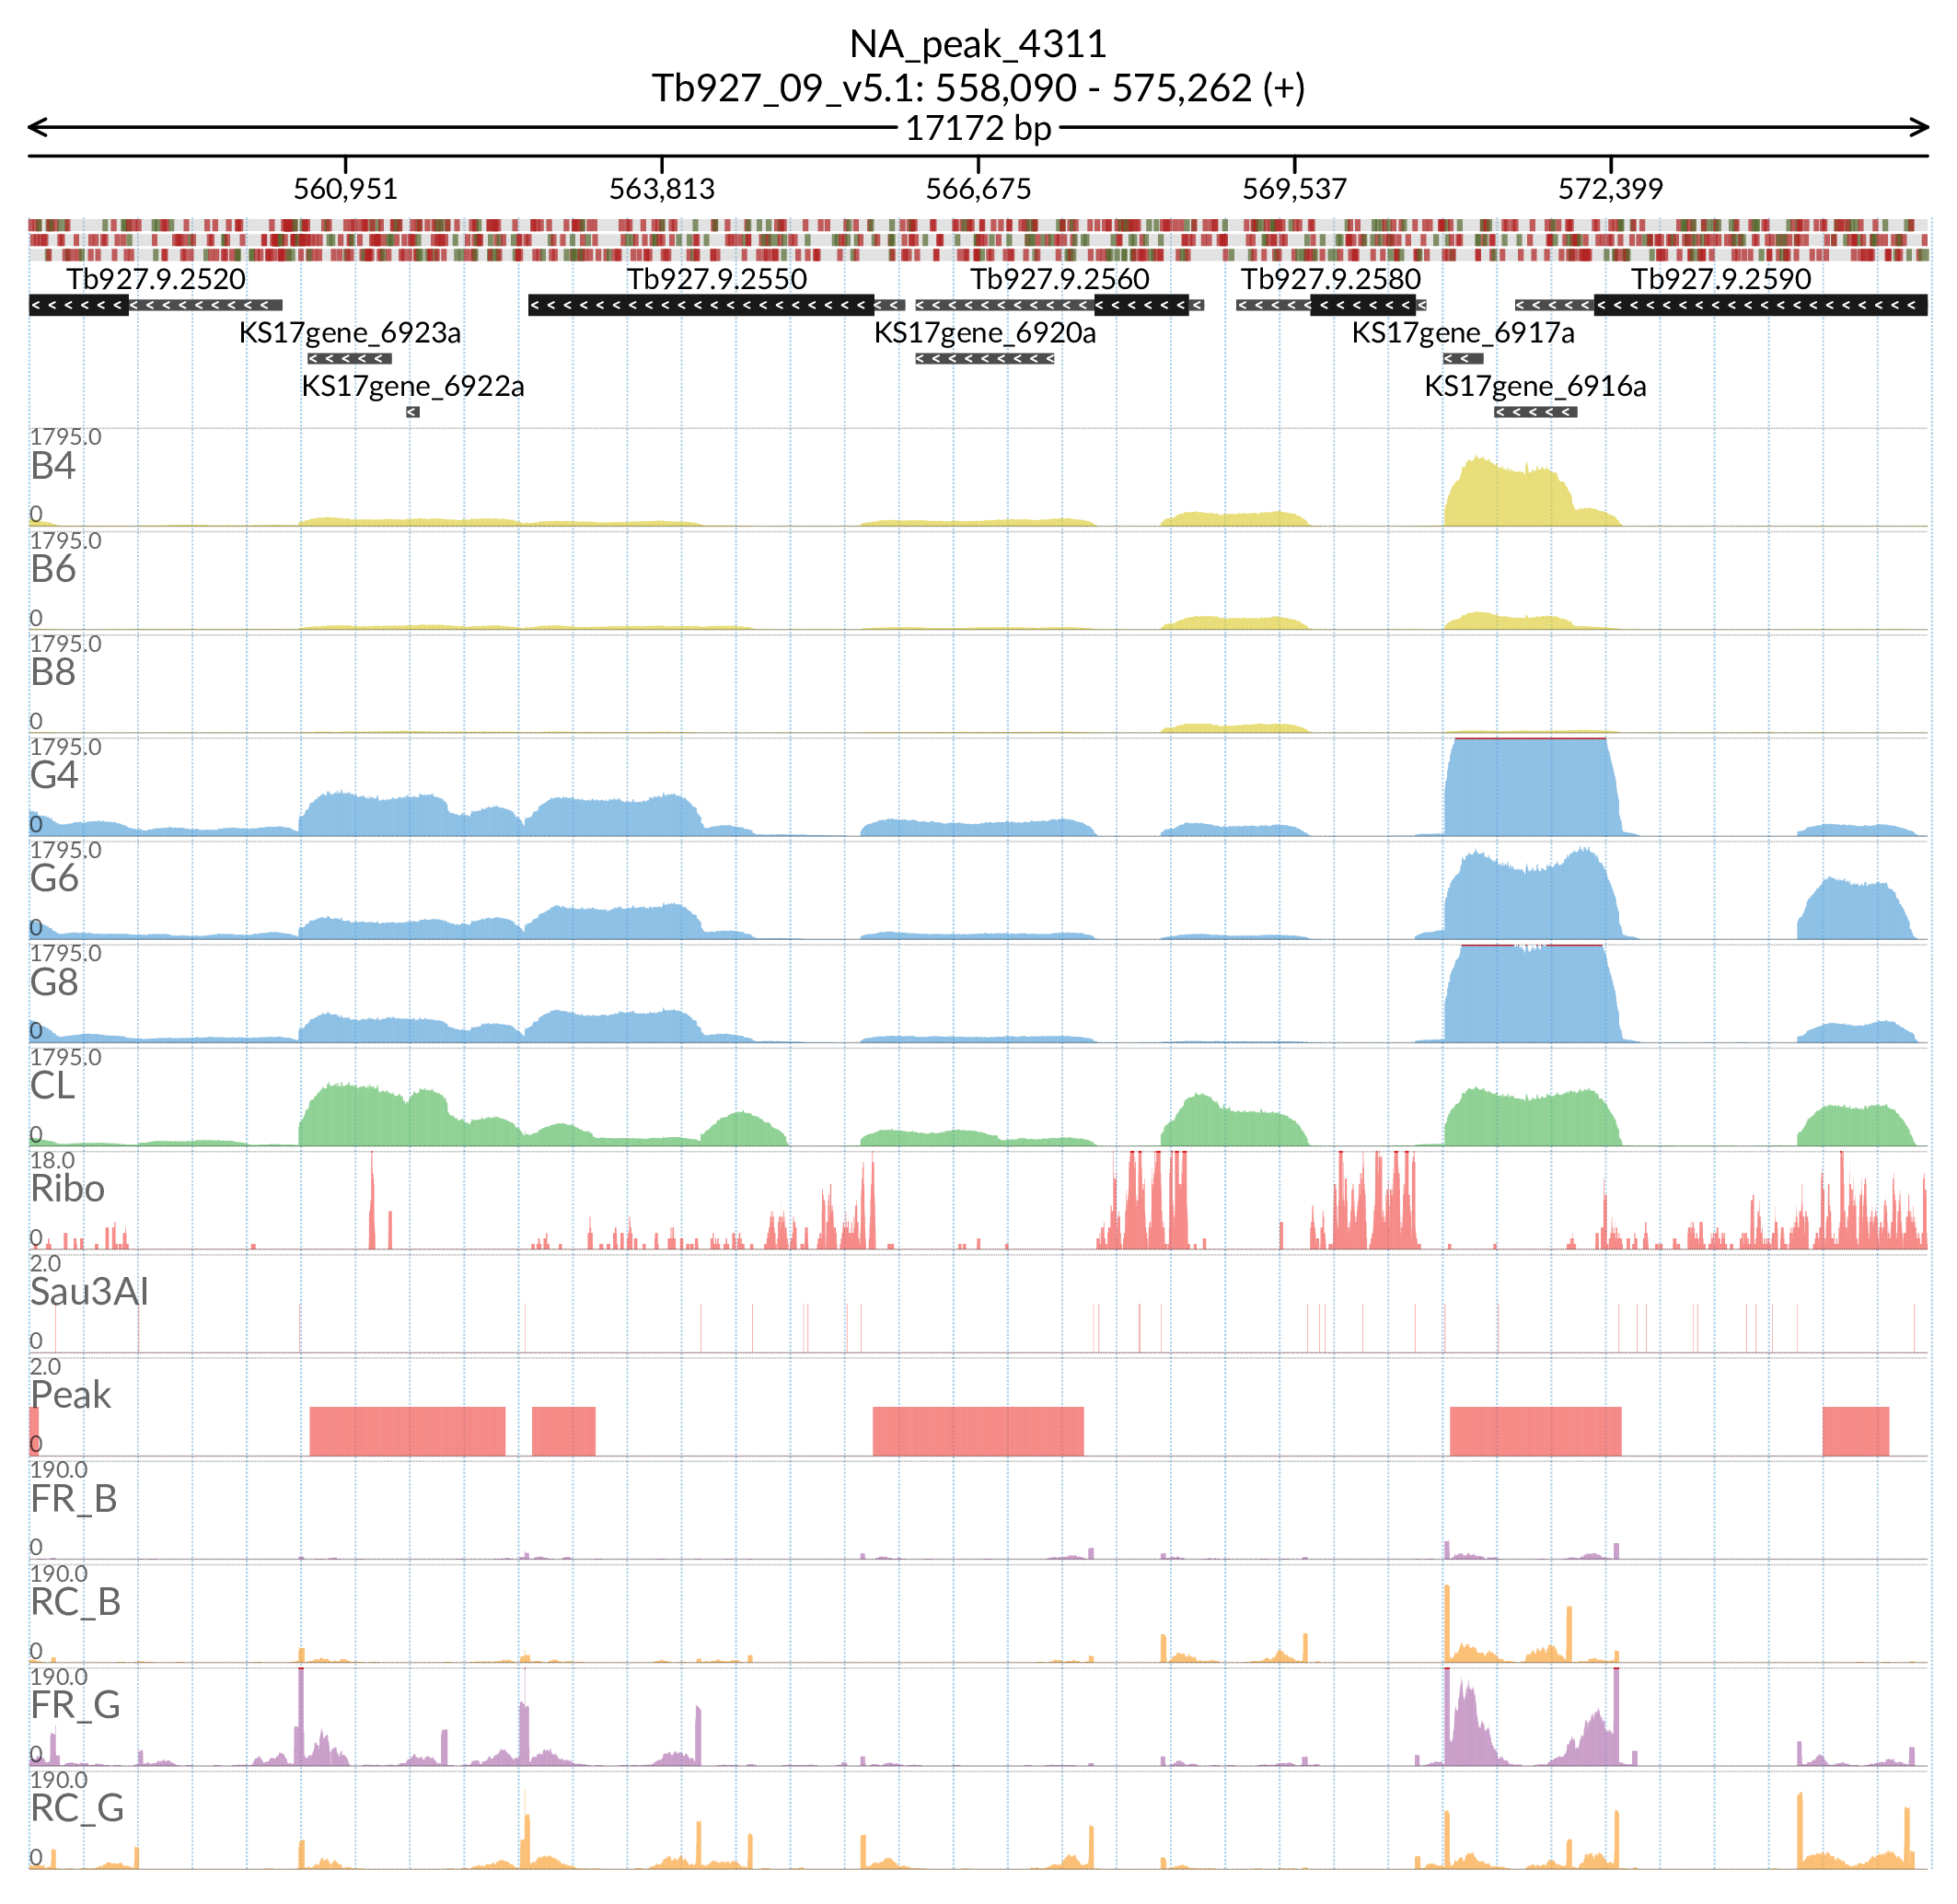 NA_peak_4311
Tb927_09_v5.1: 558,090 - 575,262 (+)
17172 bp
560,951 563,813 566,675 569,537 572,399
Tb927.9.2520 Tb927.9.2550 Tb927.9.2560 Tb927.9.2580 Tb927.9.2590
KS17gene_6923a KS17gene_6920a KS17gene_6917a
KS17gene_6922a KS17gene_6916a
1795.0
B4
0
1795.0
B6
0
1795.0
B8
0
1795.0
G4
0
1795.0
G6
0
1795.0
G8
0
1795.0
CL
0
18.0
Ribo
0
2.0
Sau3AI
0
2.0
Peak
0
190.0
FR_B
0
190.0
RC_B
0
190.0
FR_G
0
190.0
RC_G
0